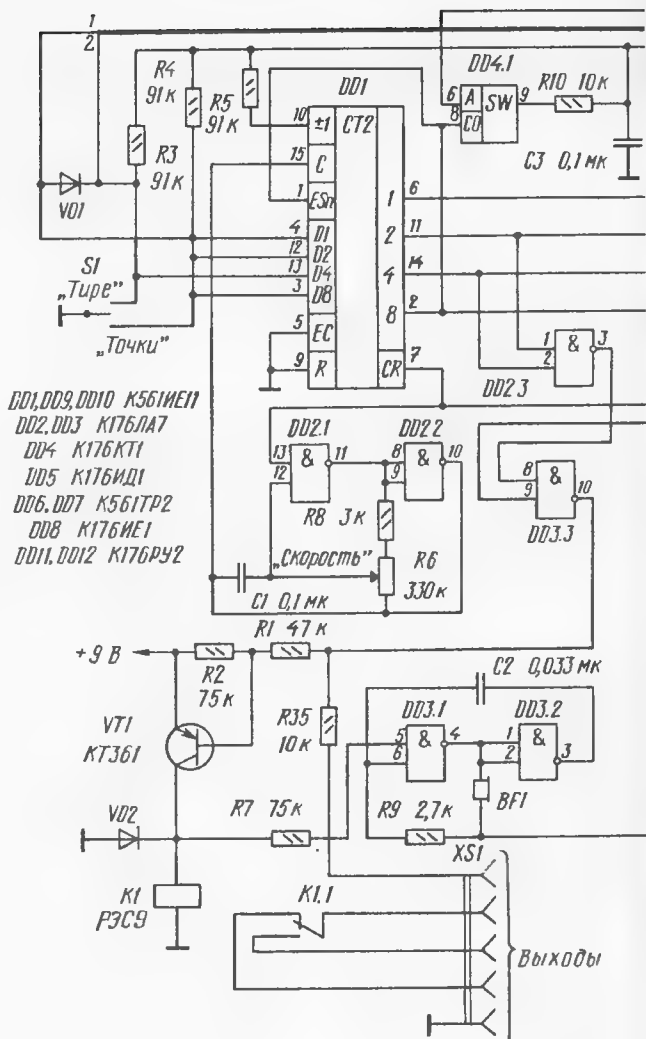 1
2
R4
91к
R5
91к
R3
91к
VD1
S1
„Тире"
„Точки"
DD1
10 ±1 CT2
15 C
1 ESn
4 D1
12 D2
13 D4
3 D8
5 EC
9 R
1 6
2 11
4 14
8 2
CR 7
DD4.1
6 A SW 9
8 CO
R10 10к
C3 0,1 мк
1 & 3
2
DD2.3
DD1,DD9,DD10 К561ИЕ11
DD2,DD3 К176ЛА7
DD4 К176КТ1
DD5 К176ИД1
DD6,DD7 К561ТР2
DD8 К176ИЕ1
DD11,DD12 К176РУ2
DD2.1
13 & 11
12
DD2.2
8 & 10
9
8 & 10
9
DD3.3
R8 3к
„Скорость"
R6
330к
C1 0,1 мк
+9 В
R2
75к
R1 47к
R35
10к
VT1
КТ361
VD2
R7 75к
K1
РЭС9
C2 0,033 мк
DD3.1
5 & 4
6
DD3.2
1 & 3
2
R9 2,7к
BF1
XS1
K1.1
Выходы